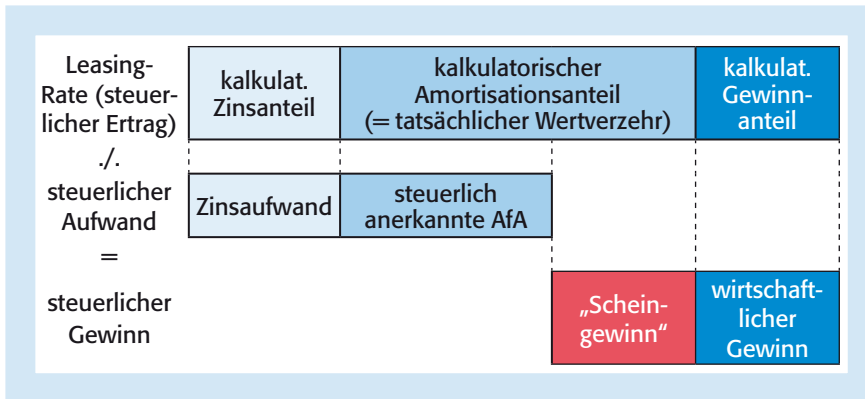 Leasing-
Rate (steuer-
licher Ertrag)
kalkulat.
Zinsanteil
kalkulatorischer
Amortisationsanteil
(= tatsächlicher Wertverzehr)
kalkulat.
Gewinn-
anteil
./.
steuerlicher
Aufwand
Zinsaufwand
steuerlich
anerkannte AfA
=
steuerlicher
Gewinn
„Schein-
gewinn“
wirtschaft-
licher
Gewinn